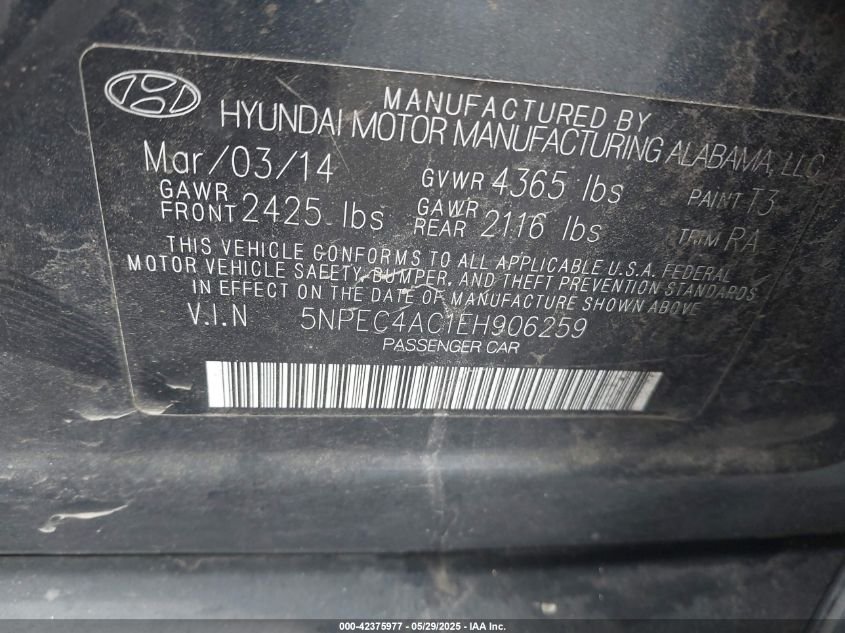 MANUFACTURED BY
HYUNDAI MOTOR MANUFACTURING ALABAMA, LLC
Mar/03/14 GVWR 4365 lbs PAINT T3
GAWR FRONT 2425 lbs GAWR REAR 2116 lbs TRIM RA
THIS VEHICLE CONFORMS TO ALL APPLICABLE U.S.A. FEDERAL
MOTOR VEHICLE SAFETY, BUMPER, AND THEFT PREVENTION STANDARDS
IN EFFECT ON THE DATE OF MANUFACTURE SHOWN ABOVE
V.I.N 5NPEC4AC1EH906259
PASSENGER CAR
000-42375977 - 05/29/2025 - IAA Inc.